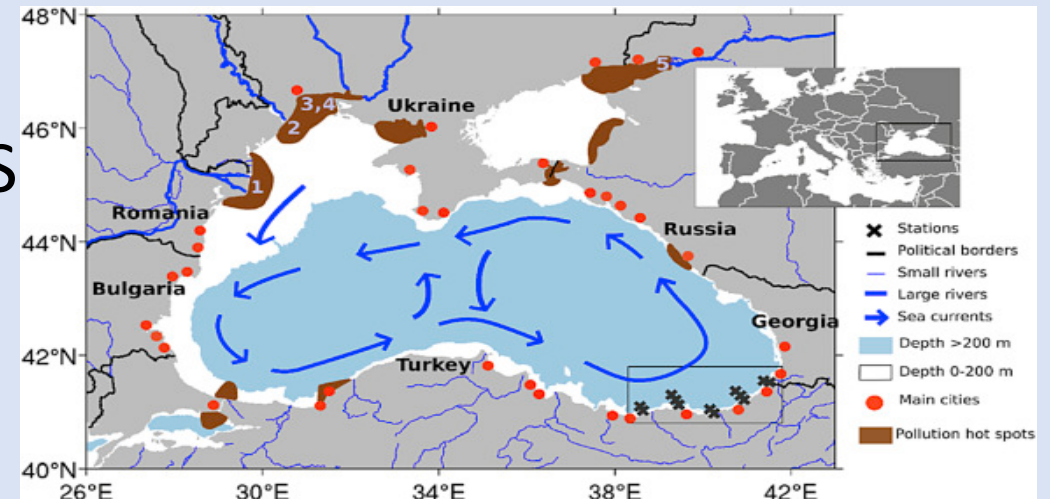 48°N
46°N
44°N
42°N
40°N
26°E
30°E
34°E
38°E
42°E
S
5
3,4
2
Ukraine
1
Romania
Russia
Bulgaria
Georgia
Turkey
Stations
Political borders
Small rivers
Large rivers
Sea currents
Depth >200 m
Depth 0-200 m
Main cities
Pollution hot spots